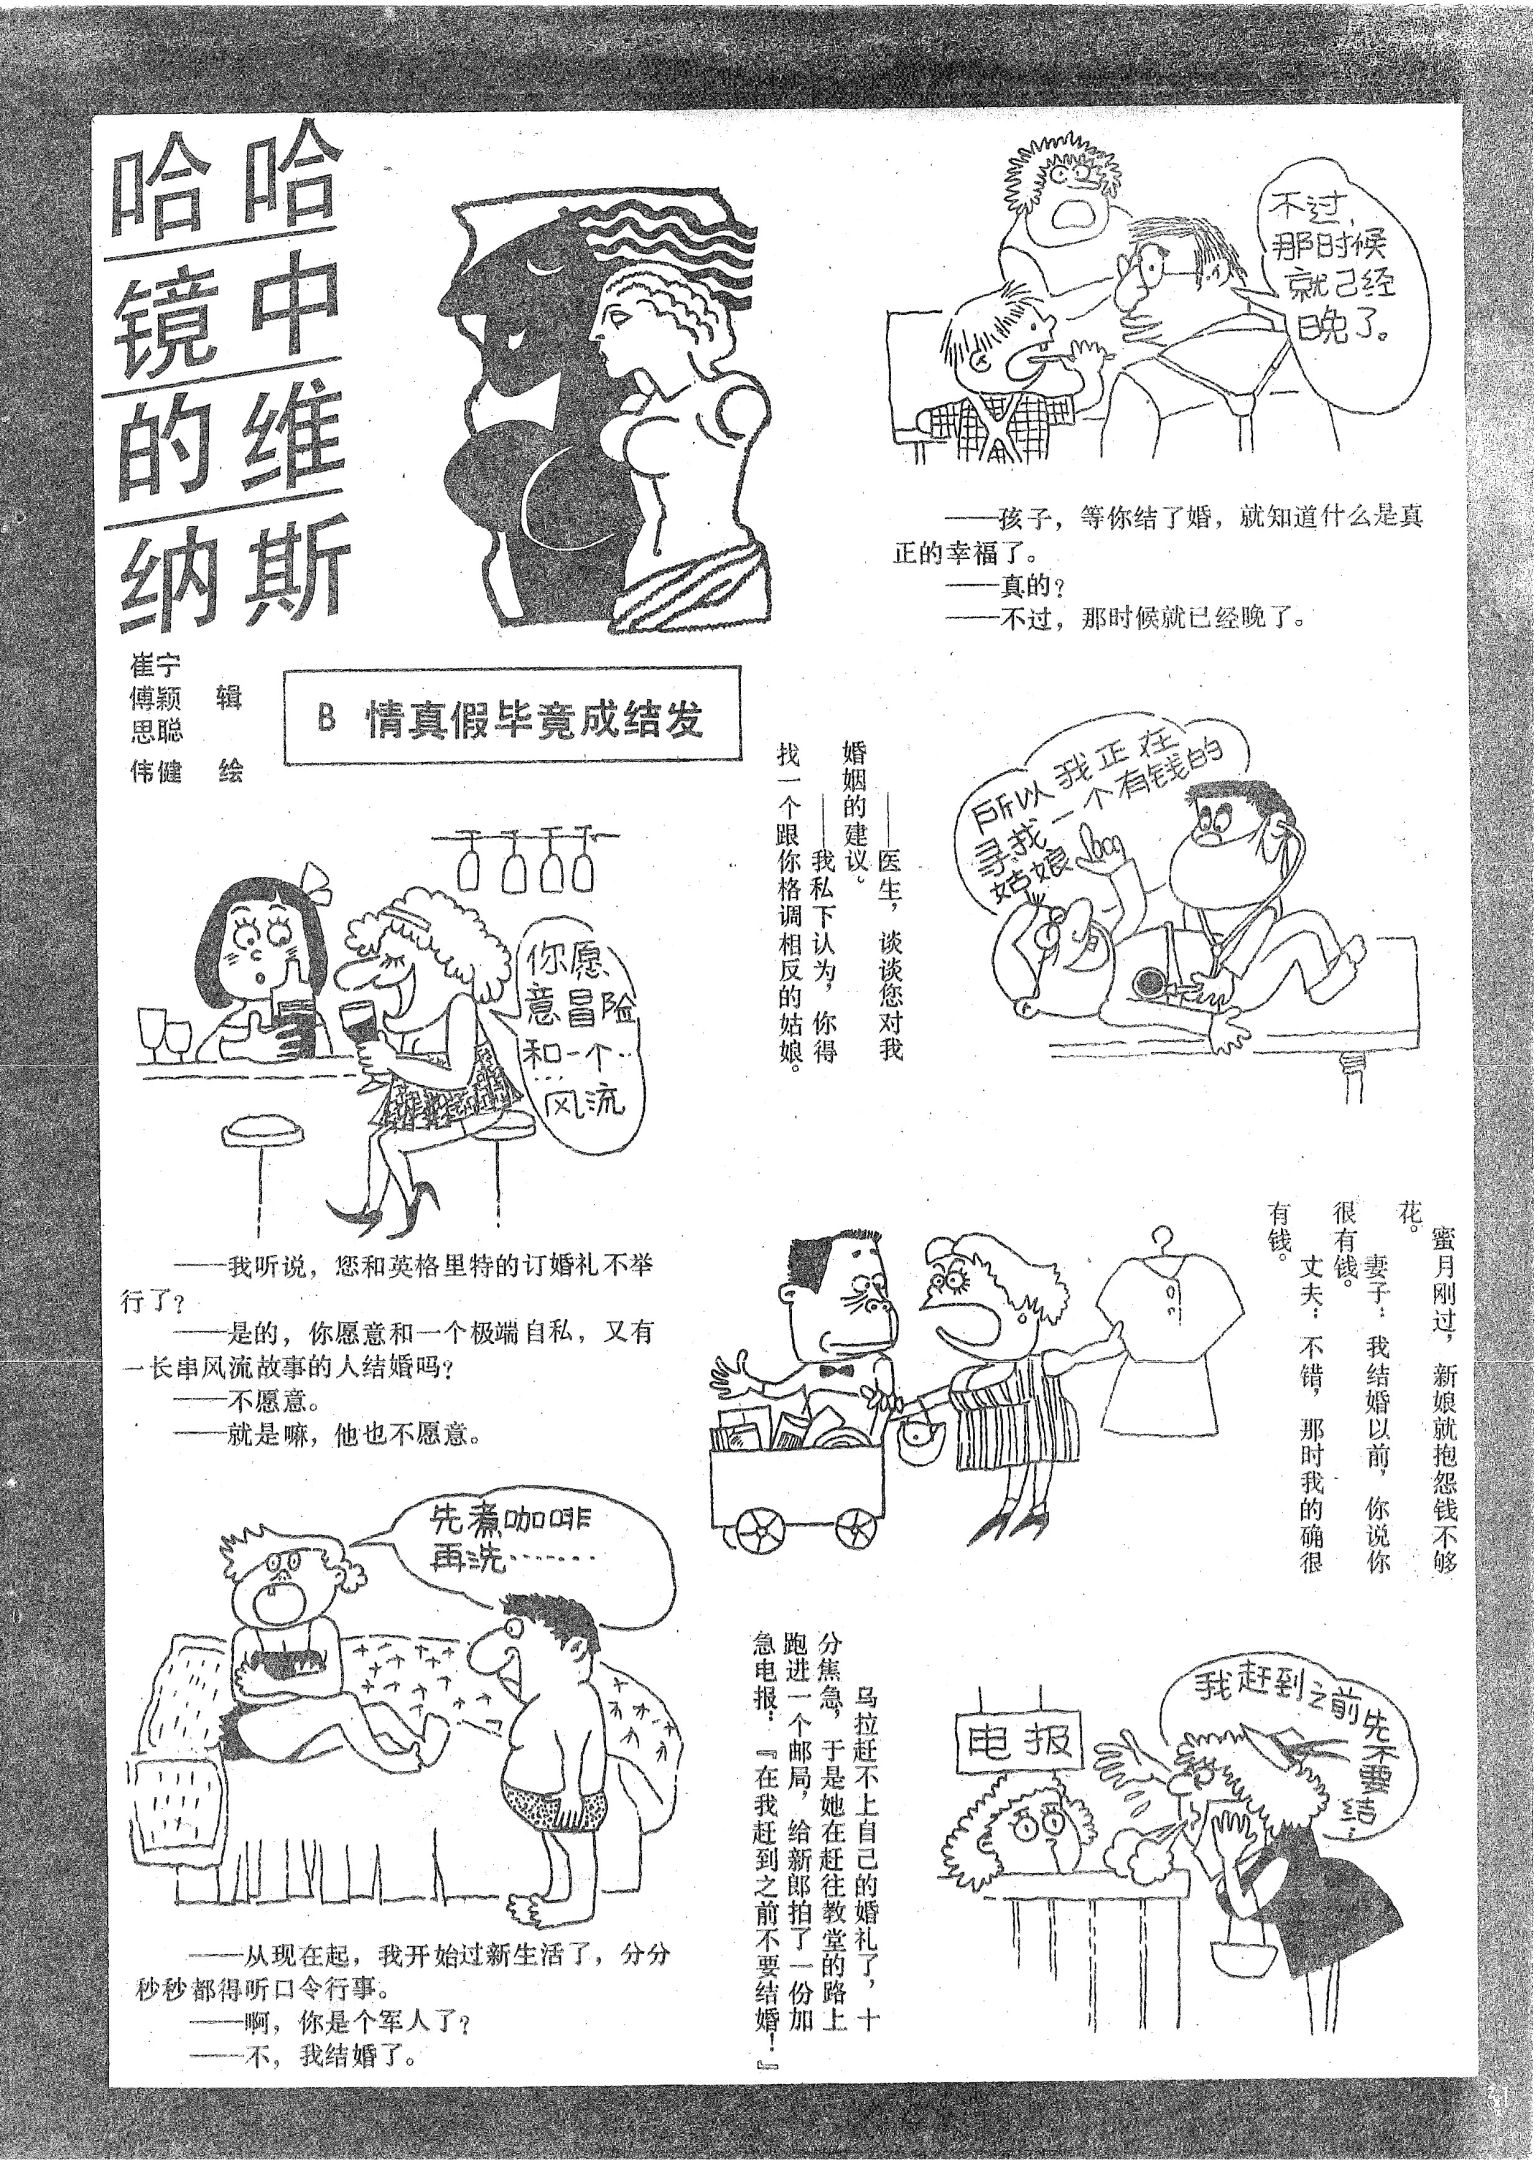 哈哈
镜中
的维
纳斯
崔宁
傅颖 辑
思聪
伟健 绘
B 情真假毕竟成结发
不过,
那时候
就已经
晚了。
——孩子，等你结了婚，就知道什么是真
正的幸福了。
——真的?
——不过，那时候就已经晚了。
你愿
意冒险
和一个··
····
风流
——我听说，您和英格里特的订婚礼不举
行了?
——是的，你愿意和一个极端自私，又有
一长串风流故事的人结婚吗?
——不愿意。
——就是嘛，他也不愿意。
所以我正在
寻找一个有钱的
姑娘
——医生，谈谈您对我
婚姻的建议。
——我私下认为，你得
找一个跟你格调相反的姑娘。
蜜月刚过，新娘就抱怨钱不够
花。
妻子：我结婚以前，你说你
很有钱。
丈夫：不错，那时我的确很
有钱。
先煮咖啡
再洗·······
——从现在起，我开始过新生活了，分分
秒秒都得听口令行事。
——啊，你是个军人了?
——不，我结婚了。
我赶到之前先不要结.
电报
乌拉赶不上自己的婚礼了，十
分焦急，于是她在赶往教堂的路上
跑进一个邮局，给新郎拍了一份加
急电报：『在我赶到之前不要结婚！』